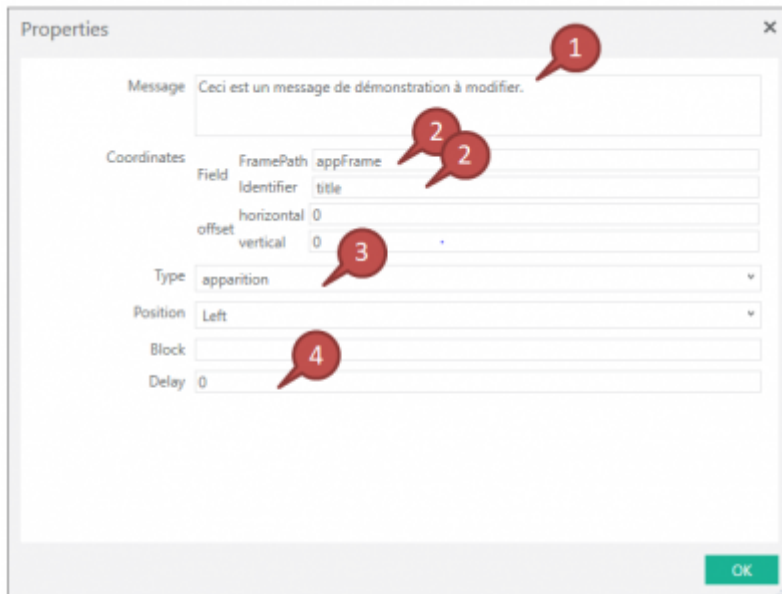 Properties
×
1
Message Ceci est un message de démonstration à modifier.
2
Coordinates Field FramePath appFrame
2
Identifier title
offset horizontal 0
vertical 0
3
Type apparition
Position Left
Block
4
Delay 0
OK